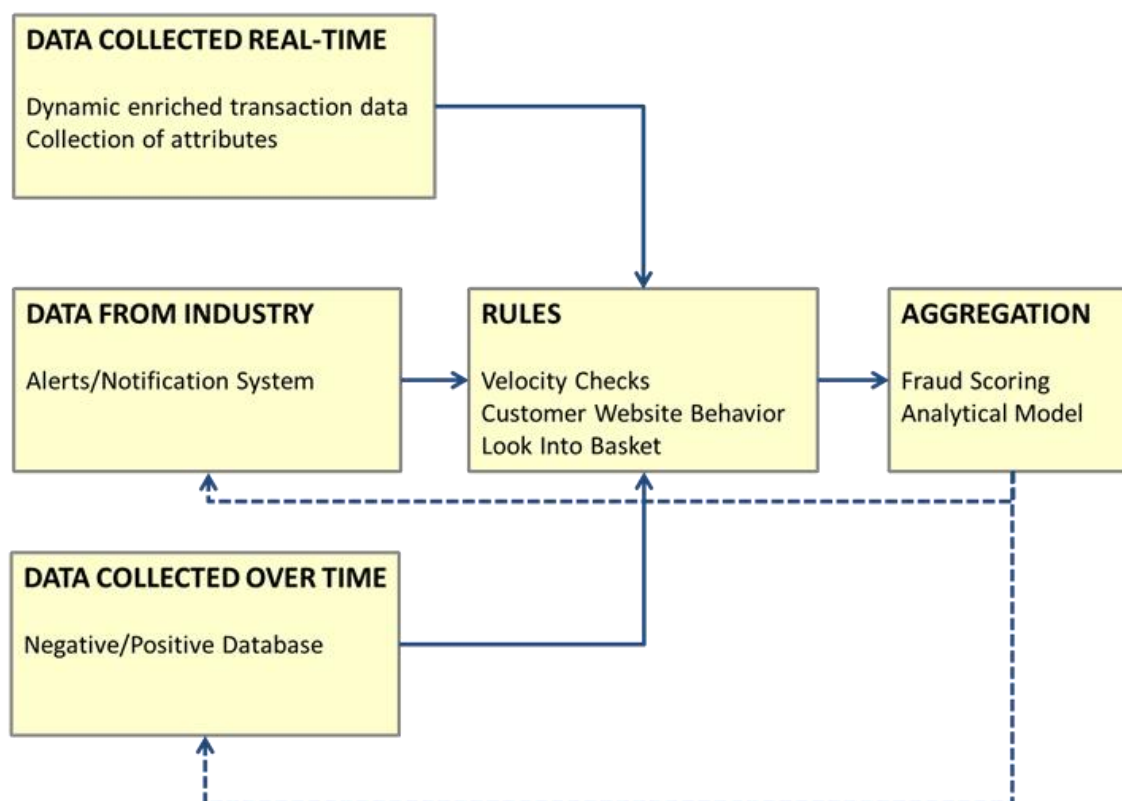 DATA COLLECTED REAL-TIME
Dynamic enriched transaction data
Collection of attributes
DATA FROM INDUSTRY
Alerts/Notification System
RULES
Velocity Checks
Customer Website Behavior
Look Into Basket
AGGREGATION
Fraud Scoring
Analytical Model
DATA COLLECTED OVER TIME
Negative/Positive Database